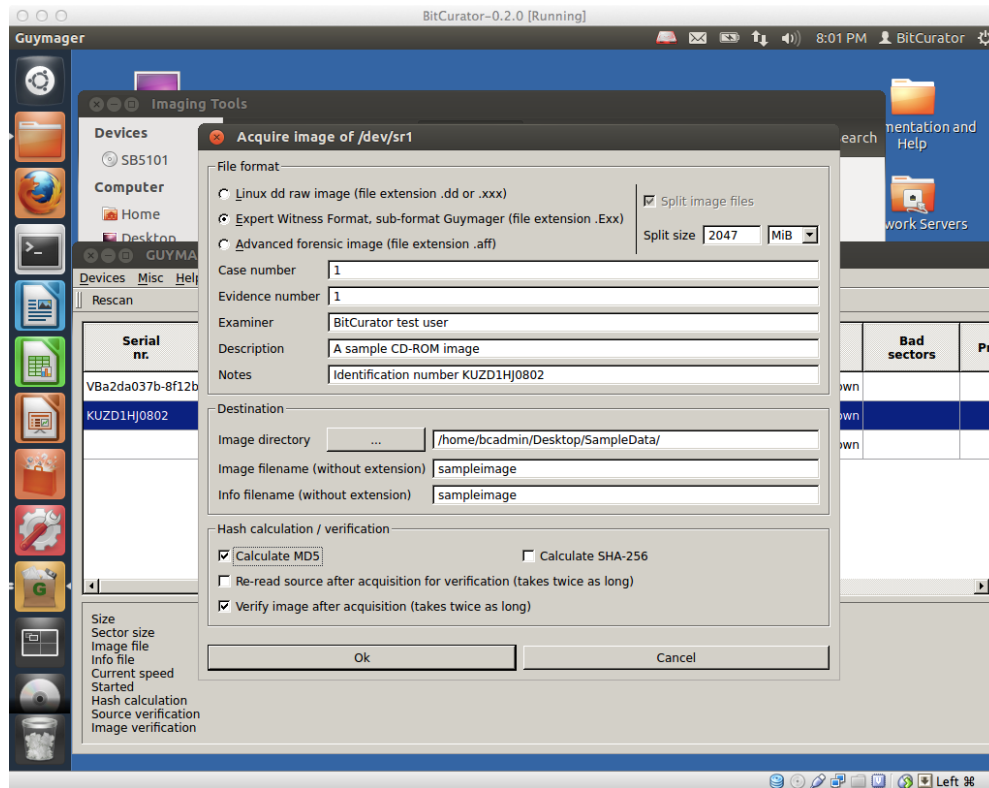 BitCurator-0.2.0 [Running]
Guymager
8:01 PM BitCurator
Imaging Tools
Devices
SB5101
Computer
Home
Desktop
earch
mentation and
Help
work Servers
GUYMA
Devices Misc Help
Rescan
Serial
nr.
Bad
sectors
VBa2da037b-8f12b
own
KUZD1HJ0802
own
own
Acquire image of /dev/sr1
File format
Linux dd raw image (file extension .dd or .xxx)
Expert Witness Format, sub-format Guymager (file extension .Exx)
Advanced forensic image (file extension .aff)
Split image files
Split size 2047 MiB
Case number 1
Evidence number 1
Examiner BitCurator test user
Description A sample CD-ROM image
Notes Identification number KUZD1HJ0802
Destination
Image directory ... /home/bcadmin/Desktop/SampleData/
Image filename (without extension) sampleimage
Info filename (without extension) sampleimage
Hash calculation / verification
Calculate MD5 Calculate SHA-256
Re-read source after acquisition for verification (takes twice as long)
Verify image after acquisition (takes twice as long)
Ok Cancel
Size
Sector size
Image file
Info file
Current speed
Started
Hash calculation
Source verification
Image verification
Left ⌘